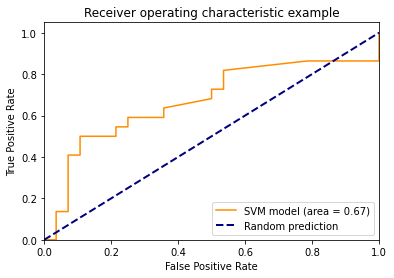 Receiver operating characteristic example
True Positive Rate
1.0
0.8
0.6
0.4
0.2
0.0
SVM model (area = 0.67)
Random prediction
0.0 0.2 0.4 0.6 0.8 1.0
False Positive Rate